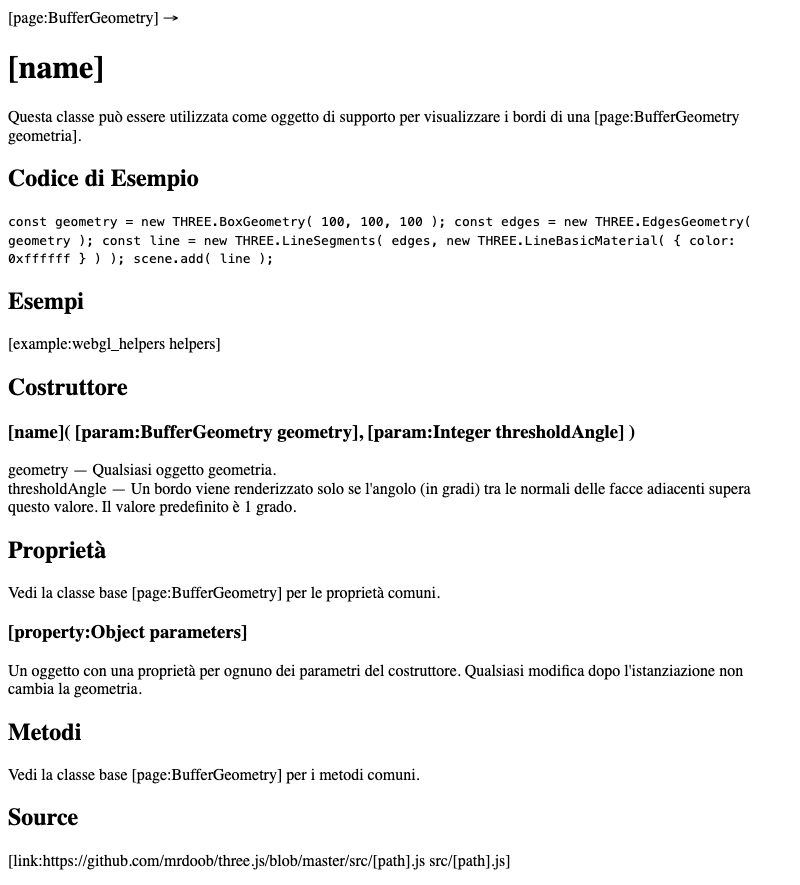 [page:BufferGeometry] →
[name]
Questa classe può essere utilizzata come oggetto di supporto per visualizzare i bordi di una [page:BufferGeometry
geometria].
Codice di Esempio
const geometry = new THREE.BoxGeometry( 100, 100, 100 ); const edges = new THREE.EdgesGeometry(
geometry ); const line = new THREE.LineSegments( edges, new THREE.LineBasicMaterial( { color:
0xffffff } ) ); scene.add( line );
Esempi
[example:webgl_helpers helpers]
Costruttore
[name]( [param:BufferGeometry geometry], [param:Integer thresholdAngle] )
geometry — Qualsiasi oggetto geometria.
thresholdAngle — Un bordo viene renderizzato solo se l'angolo (in gradi) tra le normali delle facce adiacenti supera
questo valore. Il valore predefinito è 1 grado.
Proprietà
Vedi la classe base [page:BufferGeometry] per le proprietà comuni.
[property:Object parameters]
Un oggetto con una proprietà per ognuno dei parametri del costruttore. Qualsiasi modifica dopo l'istanziazione non
cambia la geometria.
Metodi
Vedi la classe base [page:BufferGeometry] per i metodi comuni.
Source
[link:https://github.com/mrdoob/three.js/blob/master/src/[path].js src/[path].js]